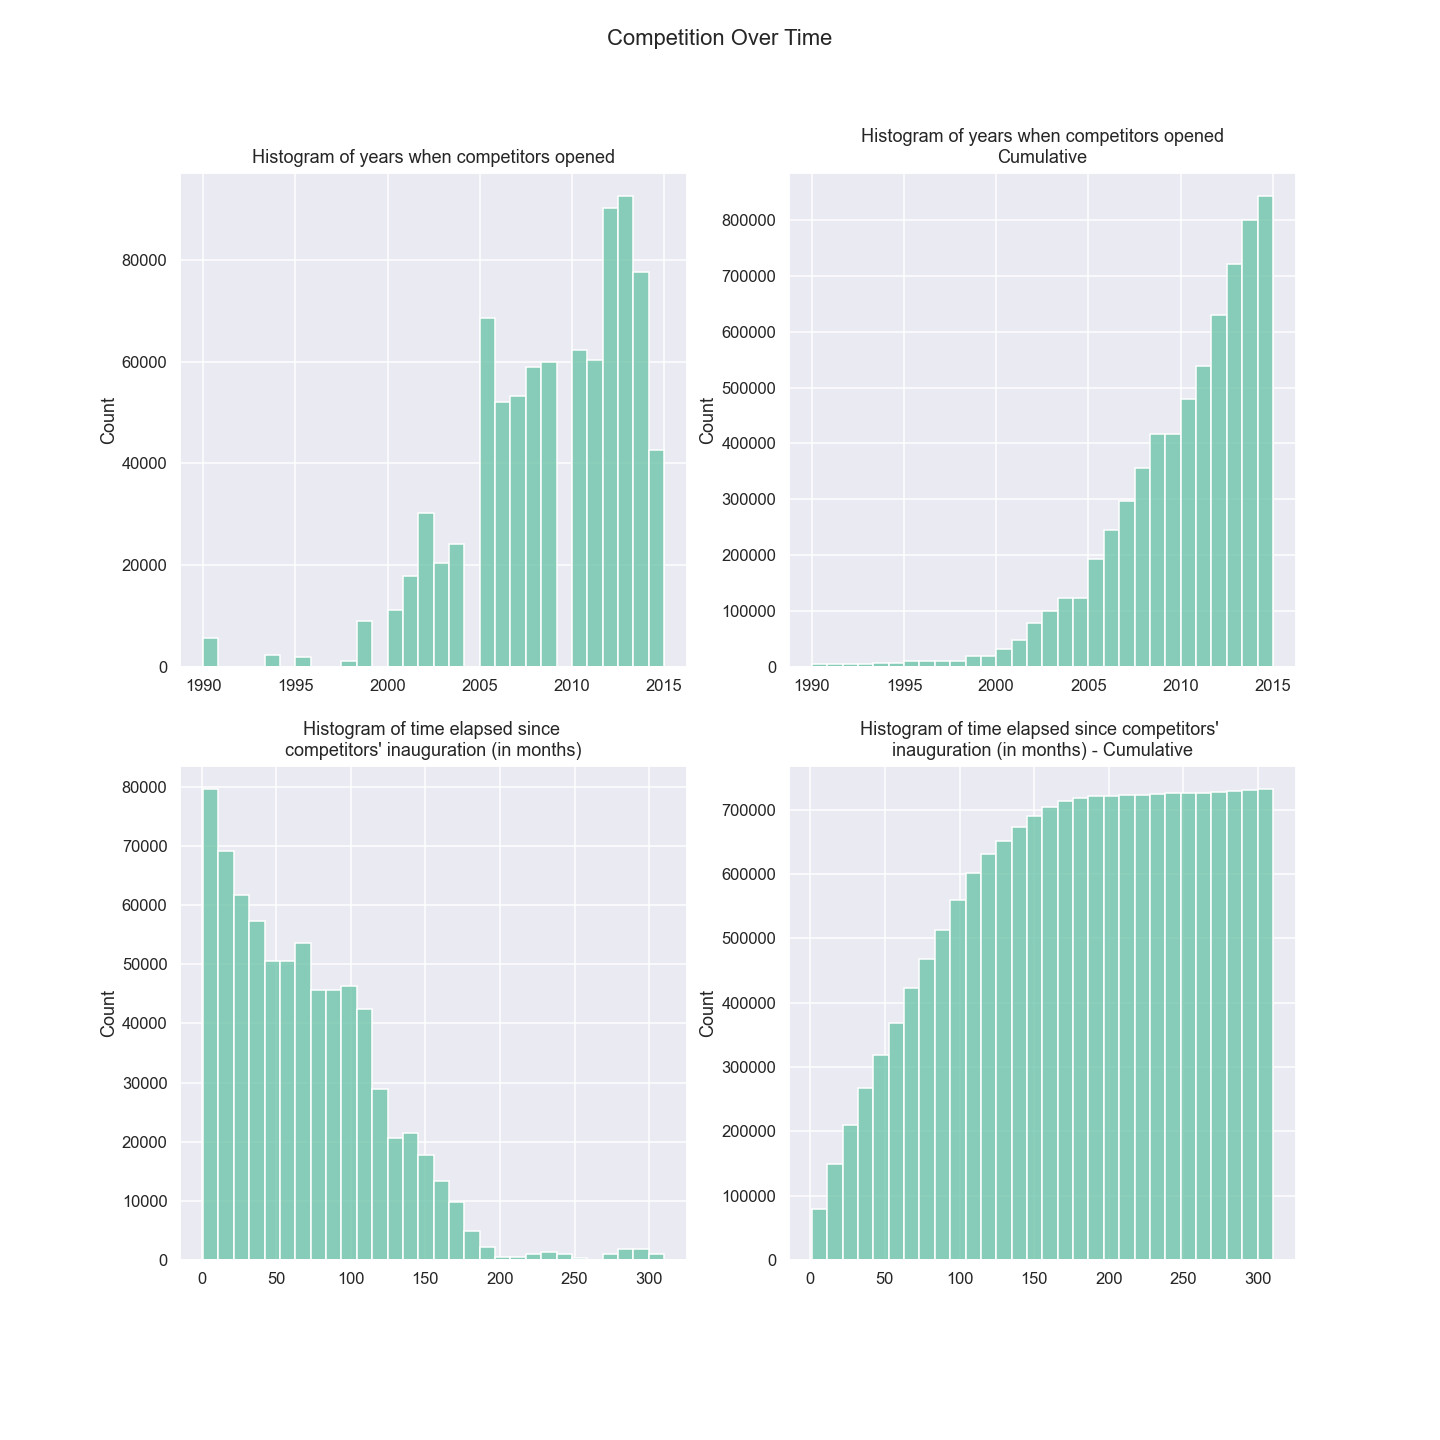 Competition Over Time
Histogram of years when competitors opened
Count
80000
60000
40000
20000
0
1990 1995 2000 2005 2010 2015
Histogram of years when competitors opened
Cumulative
Count
800000
700000
600000
500000
400000
300000
200000
100000
0
1990 1995 2000 2005 2010 2015
Histogram of time elapsed since
competitors' inauguration (in months)
Count
80000
70000
60000
50000
40000
30000
20000
10000
0
0 50 100 150 200 250 300
Histogram of time elapsed since competitors'
inauguration (in months) - Cumulative
Count
700000
600000
500000
400000
300000
200000
100000
0
0 50 100 150 200 250 300